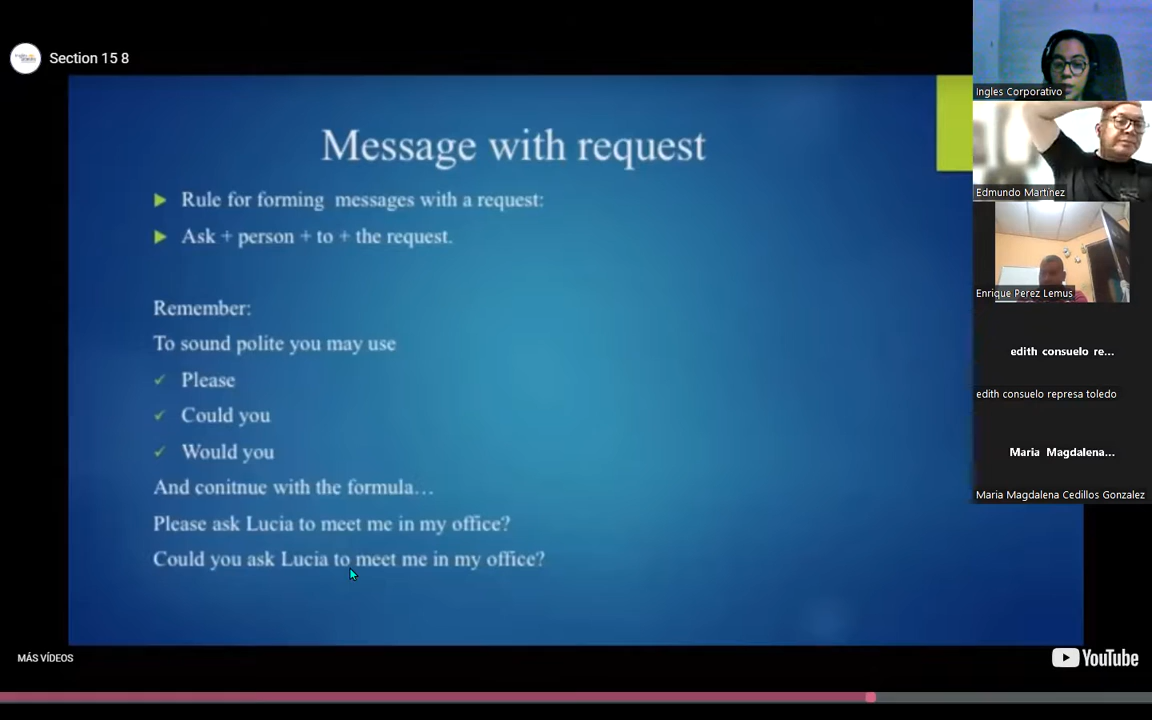 Section 15 8
Message with request
Rule for forming messages with a request:
Ask + person + to + the request.
Remember:
To sound polite you may use
Please
Could you
Would you
And conitnue with the formula…
Please ask Lucia to meet me in my office?
Could you ask Lucia to meet me in my office?
MÁS VÍDEOS
YouTube
Ingles Corporativo
Edmundo Martínez
Enrique Perez Lemus
edith consuelo re...
edith consuelo represa toledo
Maria Magdalena...
Maria Magdalena Cedillos Gonzalez